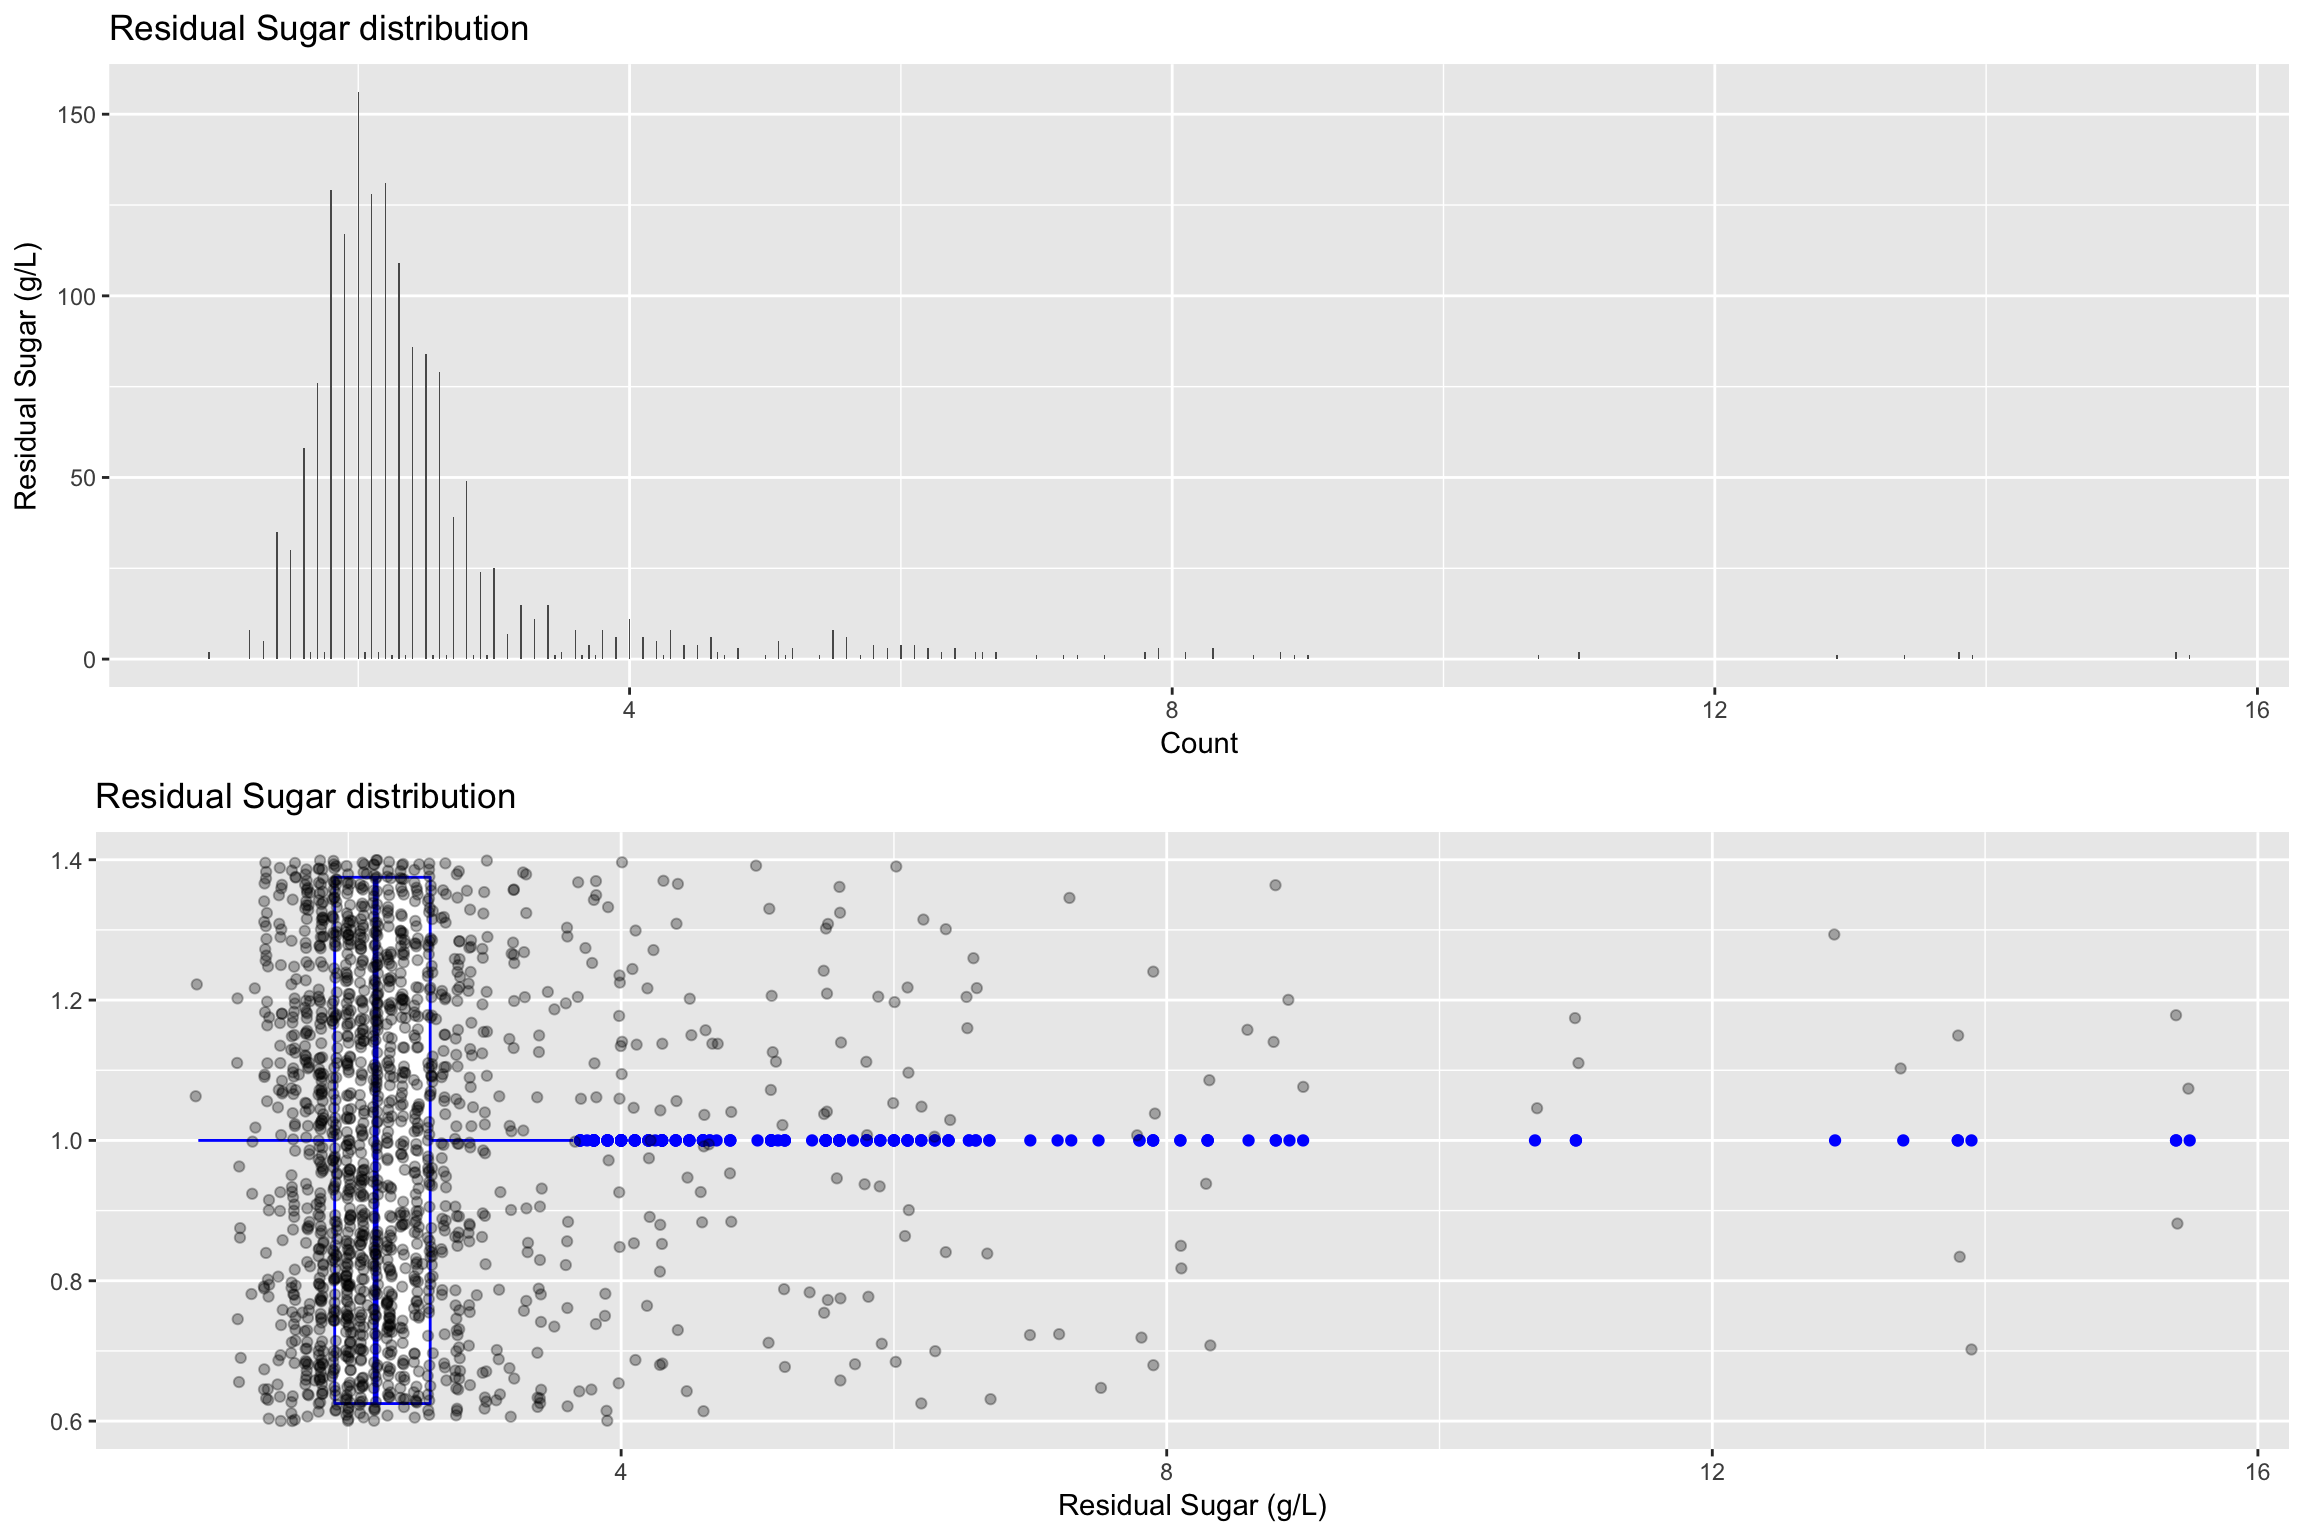 Residual Sugar distribution
150
100
50
0
Residual Sugar (g/L)
4 8 12 16
Count
Residual Sugar distribution
1.4
1.2
1.0
0.8
0.6
4 8 12 16
Residual Sugar (g/L)